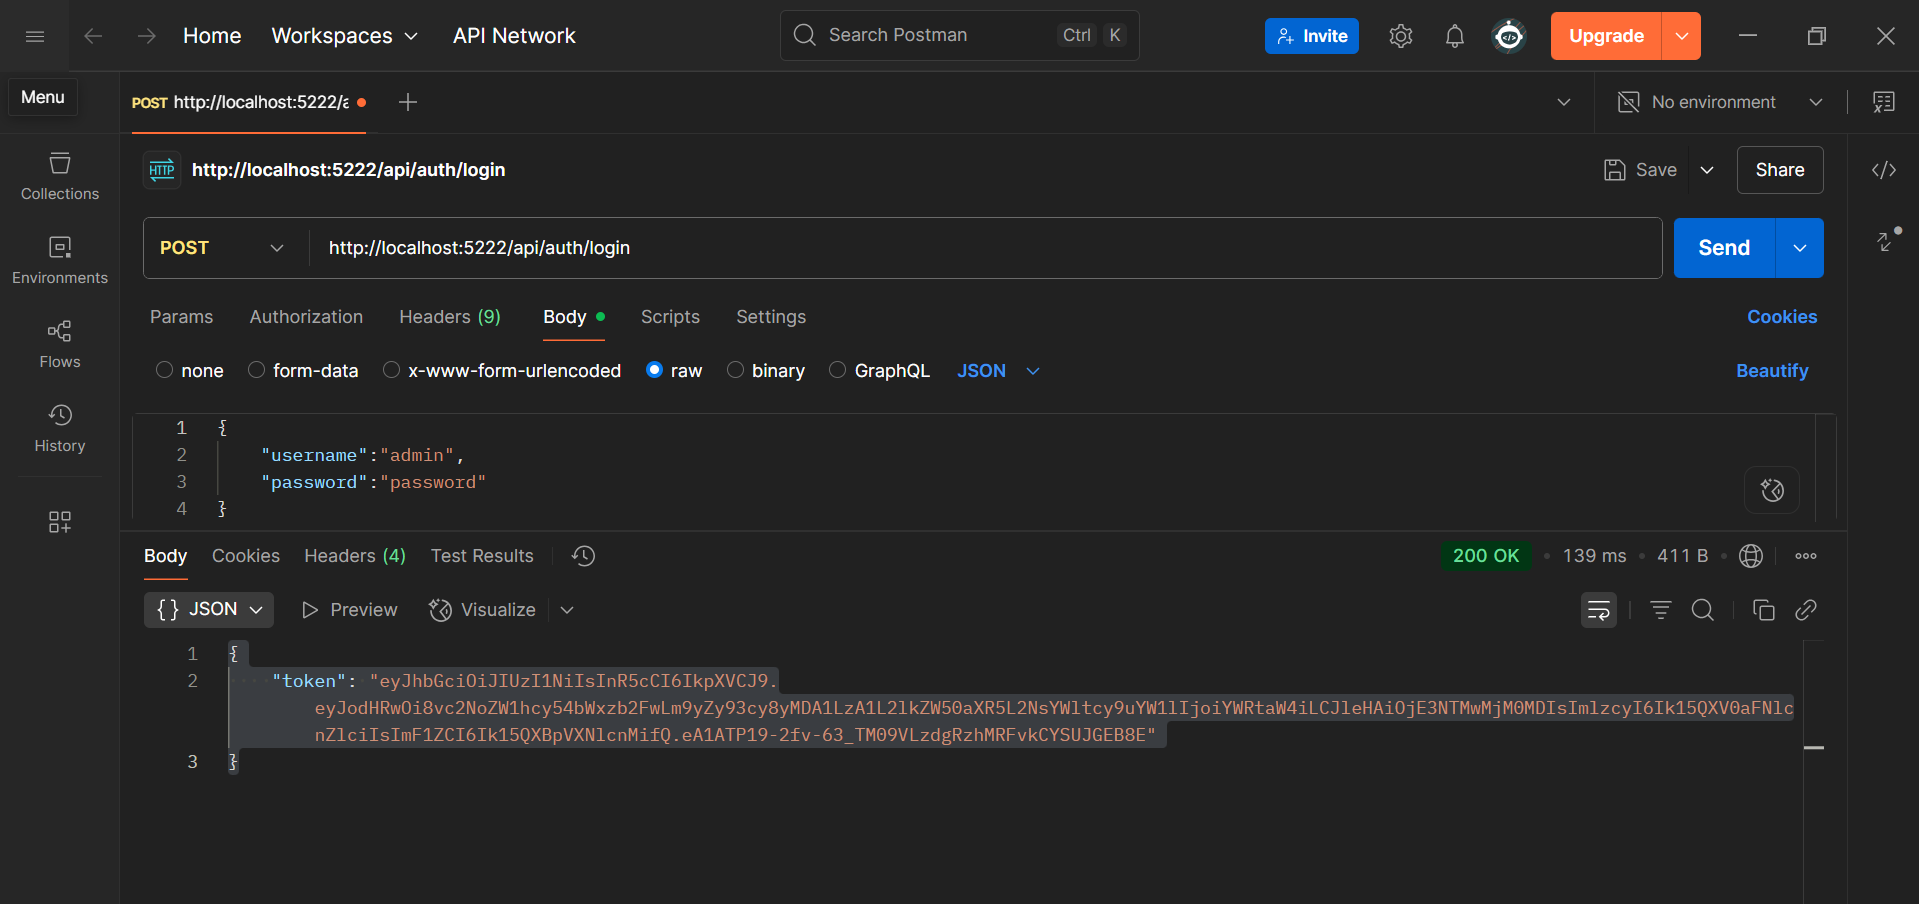 Home Workspaces API Network Search Postman Ctrl K Invite Upgrade
Menu
POST http://localhost:5222/a No environment
HTTP http://localhost:5222/api/auth/login Save Share
Collections
POST http://localhost:5222/api/auth/login Send
Environments
Params Authorization Headers (9) Body Scripts Settings Cookies
Flows
none form-data x-www-form-urlencoded raw binary GraphQL JSON Beautify
History
1 {
2 "username":"admin",
3 "password":"password"
4 }
Body Cookies Headers (4) Test Results 200 OK • 139 ms • 411 B •
{} JSON Preview Visualize
1 {
2 "token": "eyJhbGciOiJIUzI1NiIsInR5cCI6IkpXVCJ9.
eyJodHRwOi8vc2NoZW1hcy54bWxzb2FwLm9yZy93cy8yMDA1LzA1L2lkZW50aXR5L2NsYWltcy9uYW1lIjoiYWRtaW4iLCJleHAiOjE3NTMwMjM0MDIsImlzcyI6Ik15QXV0aFNlc
nZlciIsImF1ZCI6Ik15QXBpVXNlcnMifQ.eA1ATP19-2fv-63_TM09VLzdgRzhMRFvkCYSUJGEB8E"
3 }